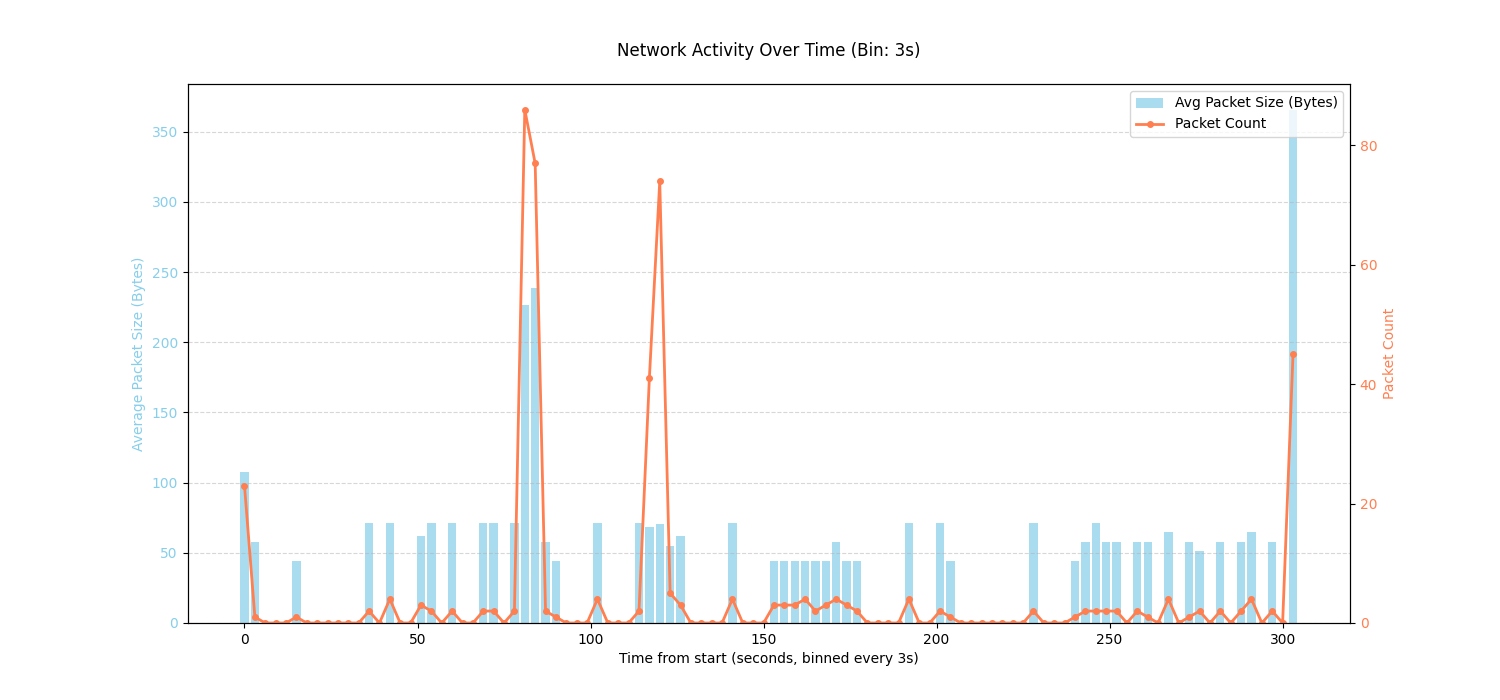 Network Activity Over Time (Bin: 3s)
Avg Packet Size (Bytes)
Packet Count
350
300
250
200
150
100
50
0
Average Packet Size (Bytes)
80
60
40
20
0
Packet Count
0 50 100 150 200 250 300
Time from start (seconds, binned every 3s)